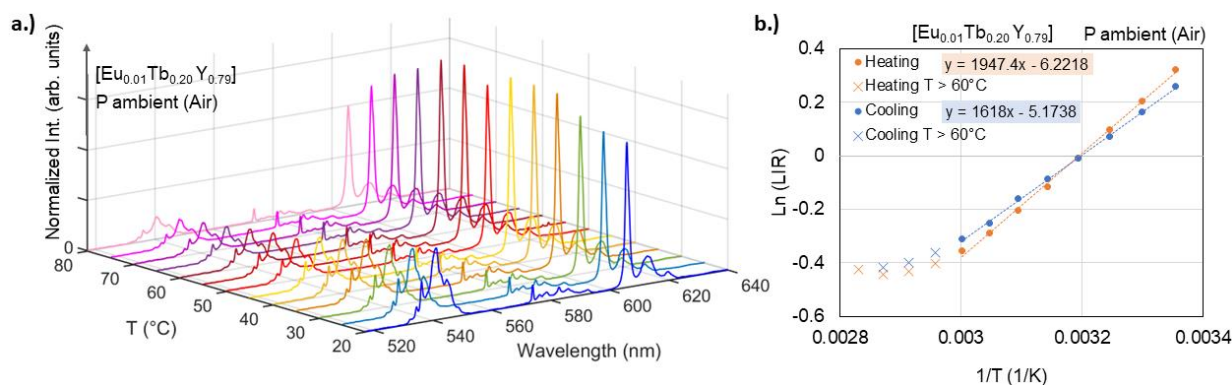 a.)
Normalized Int. (arb. units)
[Eu0.01Tb0.20 Y0.79]
P ambient (Air)
0
80
70
60
50
40
30
20
T (°C)
520
540
560
580
600
620
640
Wavelength (nm)
b.)
[Eu0.01Tb0.20Y0.79] P ambient (Air)
Heating y = 1947.4x - 6.2218
Heating T > 60°C
Cooling y = 1618x - 5.1738
Cooling T > 60°C
Ln (LIR)
0.4
0.2
0
-0.2
-0.4
-0.6
0.0028 0.003 0.0032 0.0034
1/T (1/K)